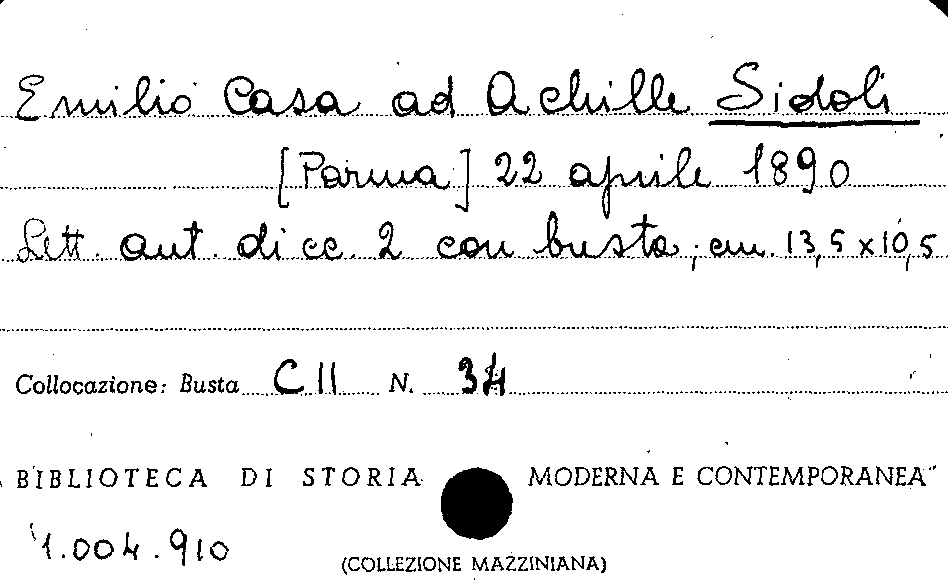 Emilio Casa ad Achille Sidoli
[Parma] 22 aprile 1890
Lett. aut. di cc. 2 con busta; cm. 13,5 x 10,5
Collocazione: Busta C II N. 34
BIBLIOTECA DI STORIA MODERNA E CONTEMPORANEA"
1.004.910
(COLLEZIONE MAZZINIANA)